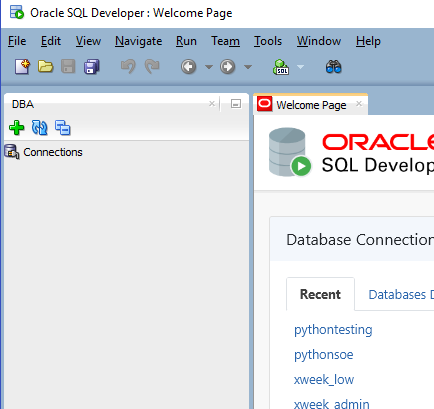 Oracle SQL Developer : Welcome Page
File Edit View Navigate Run Team Tools Window Help
SQL
DBA
Connections
Welcome Page
ORACLE
SQL Develop
Database Connection
Recent Databases D
pythontesting
pythonsoe
xweek_low
xweek_admin